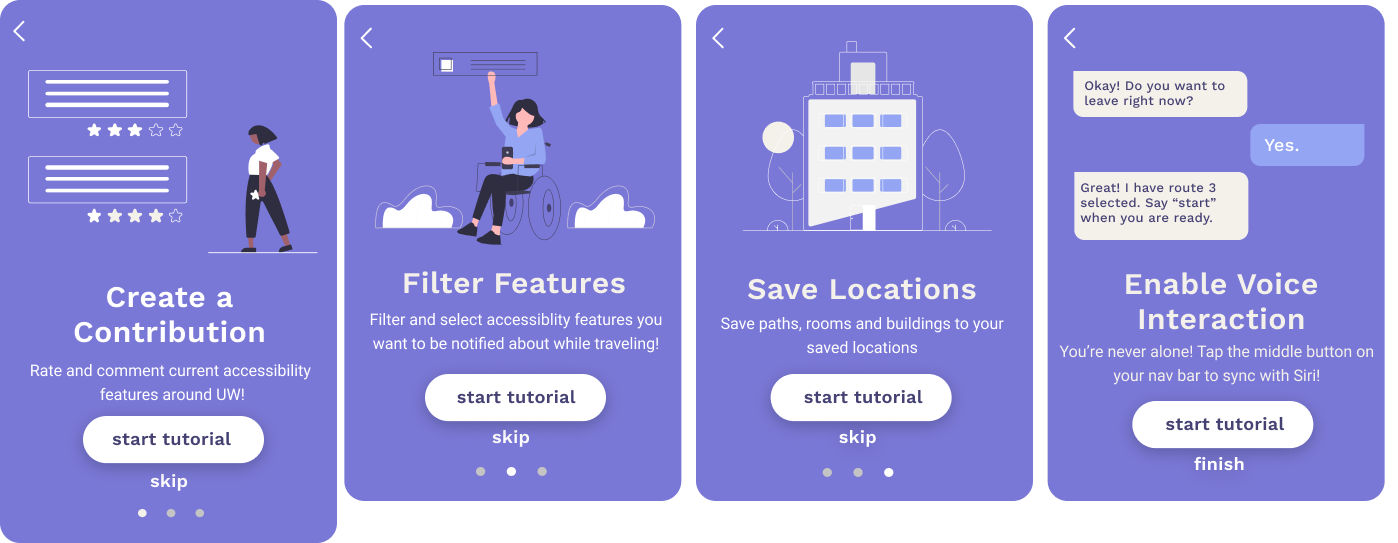 Create a
Contribution
Rate and comment current accessibility
features around UW!
start tutorial
skip
Filter Features
Filter and select accessiblity features you
want to be notified about while traveling!
start tutorial
skip
Save Locations
Save paths, rooms and buildings to your
saved locations
start tutorial
skip
Okay! Do you want to
leave right now?
Yes.
Great! I have route 3
selected. Say “start”
when you are ready.
Enable Voice
Interaction
You’re never alone! Tap the middle button on
your nav bar to sync with Siri!
start tutorial
finish